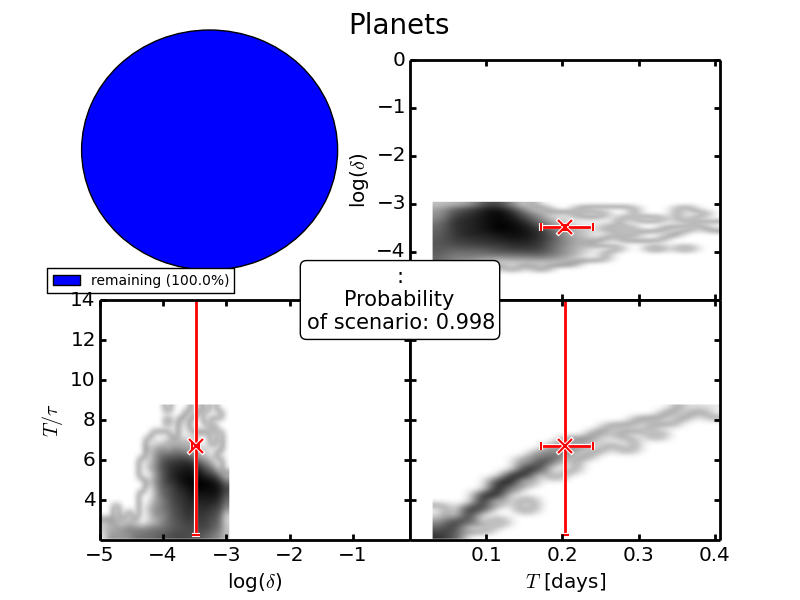 Planets
remaining (100.0%)
0
−1
−2
−3
−4
log(δ)
:
Probability
of scenario: 0.998
14
12
10
8
6
4
T/τ
−5 −4 −3 −2 −1
log(δ)
0.1 0.2 0.3 0.4
T [days]